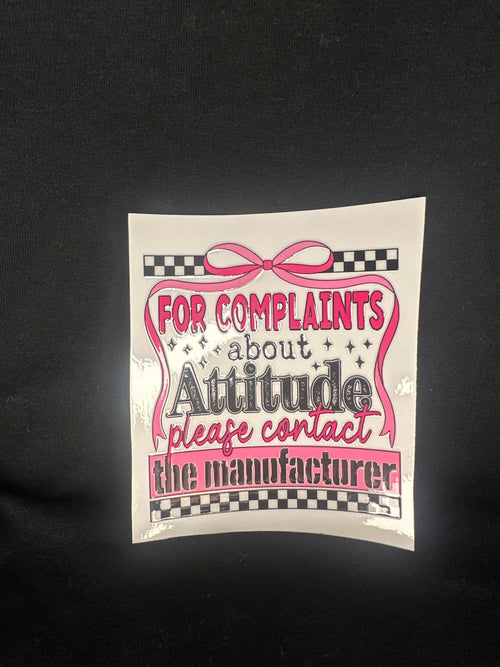 FOR COMPLAINTS
about
Attitude
please contact
the manufacturer